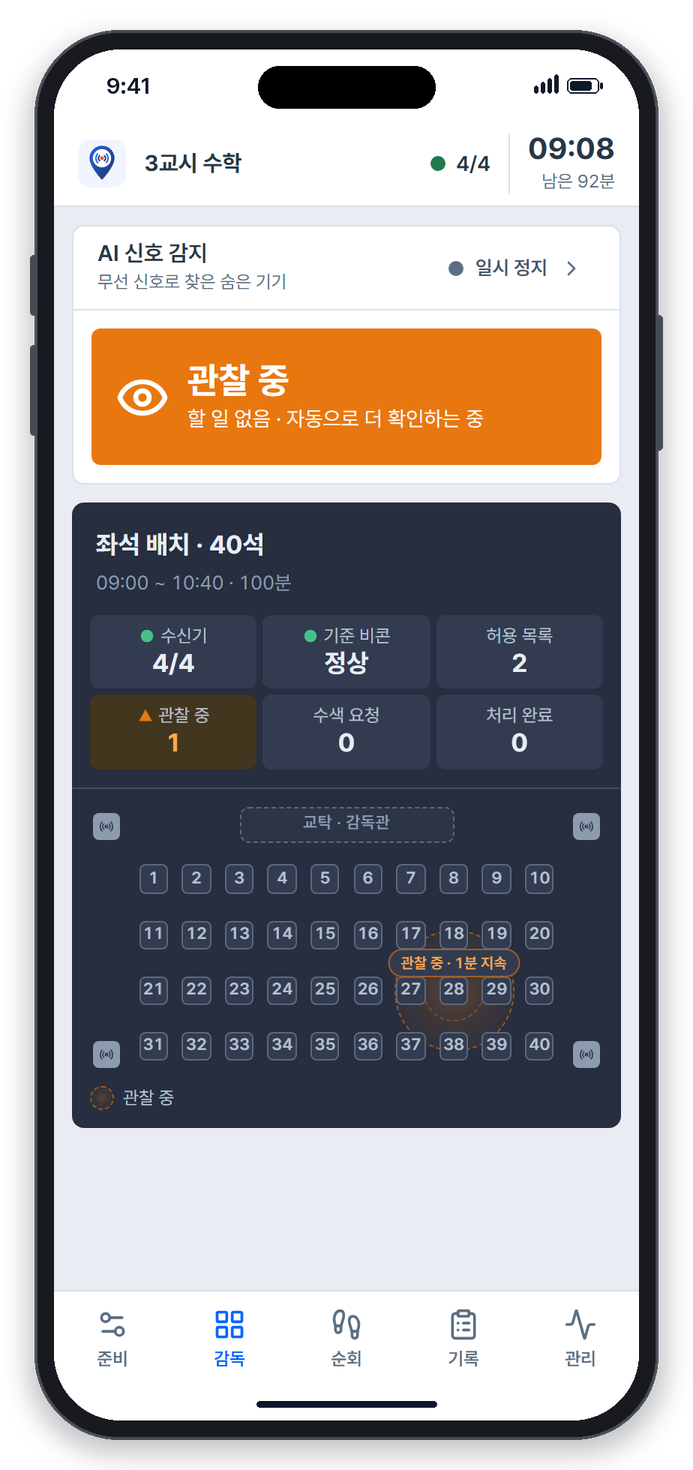 9:41
3교시 수학
4/4
09:08
남은 92분
AI 신호 감지
무선 신호로 찾은 숨은 기기
일시 정지
관찰 중
할 일 없음 · 자동으로 더 확인하는 중
좌석 배치 · 40석
09:00 ~ 10:40 · 100분
수신기
4/4
기준 비콘
정상
허용 목록
2
관찰 중
1
수색 요청
0
처리 완료
0
교탁 · 감독관
1 2 3 4 5 6 7 8 9 10
11 12 13 14 15 16 17 18 19 20
관찰 중 · 1분 지속
21 22 23 24 25 26 27 28 29 30
31 32 33 34 35 36 37 38 39 40
관찰 중
준비 감독 순회 기록 관리